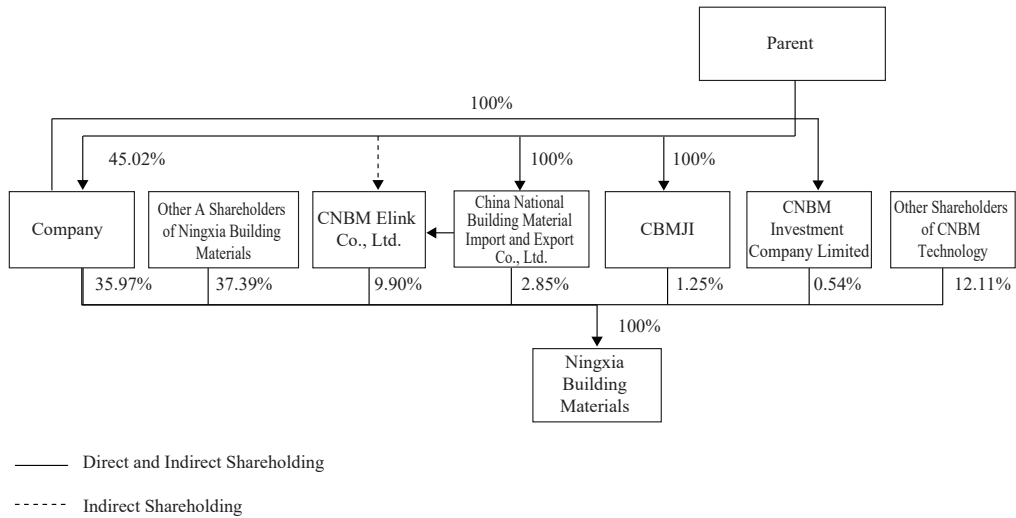 Parent
100%
45.02%
100%
100%
Company
Other A Shareholders
of Ningxia Building
Materials
CNBM Elink
Co., Ltd.
China National
Building Material
Import and Export
Co., Ltd.
CBMJI
CNBM
Investment
Company Limited
Other Shareholders
of CNBM
Technology
35.97%
37.39%
9.90%
2.85%
1.25%
0.54%
12.11%
100%
Ningxia
Building
Materials
Direct and Indirect Shareholding
Indirect Shareholding